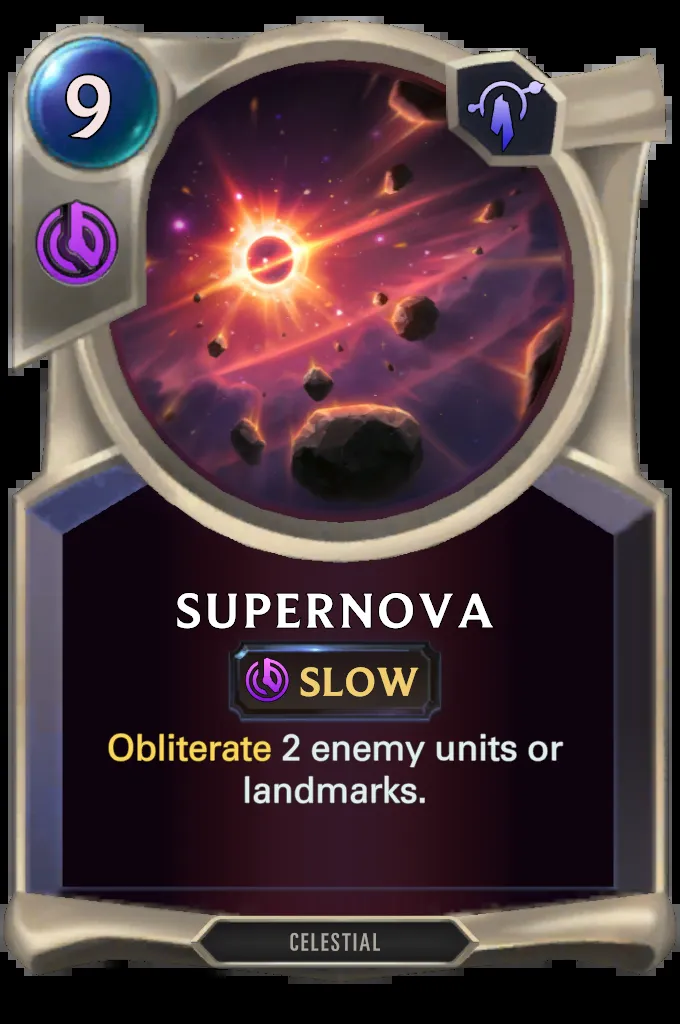 9
SUPERNOVA
SLOW
Obliterate 2 enemy units or
landmarks.
CELESTIAL